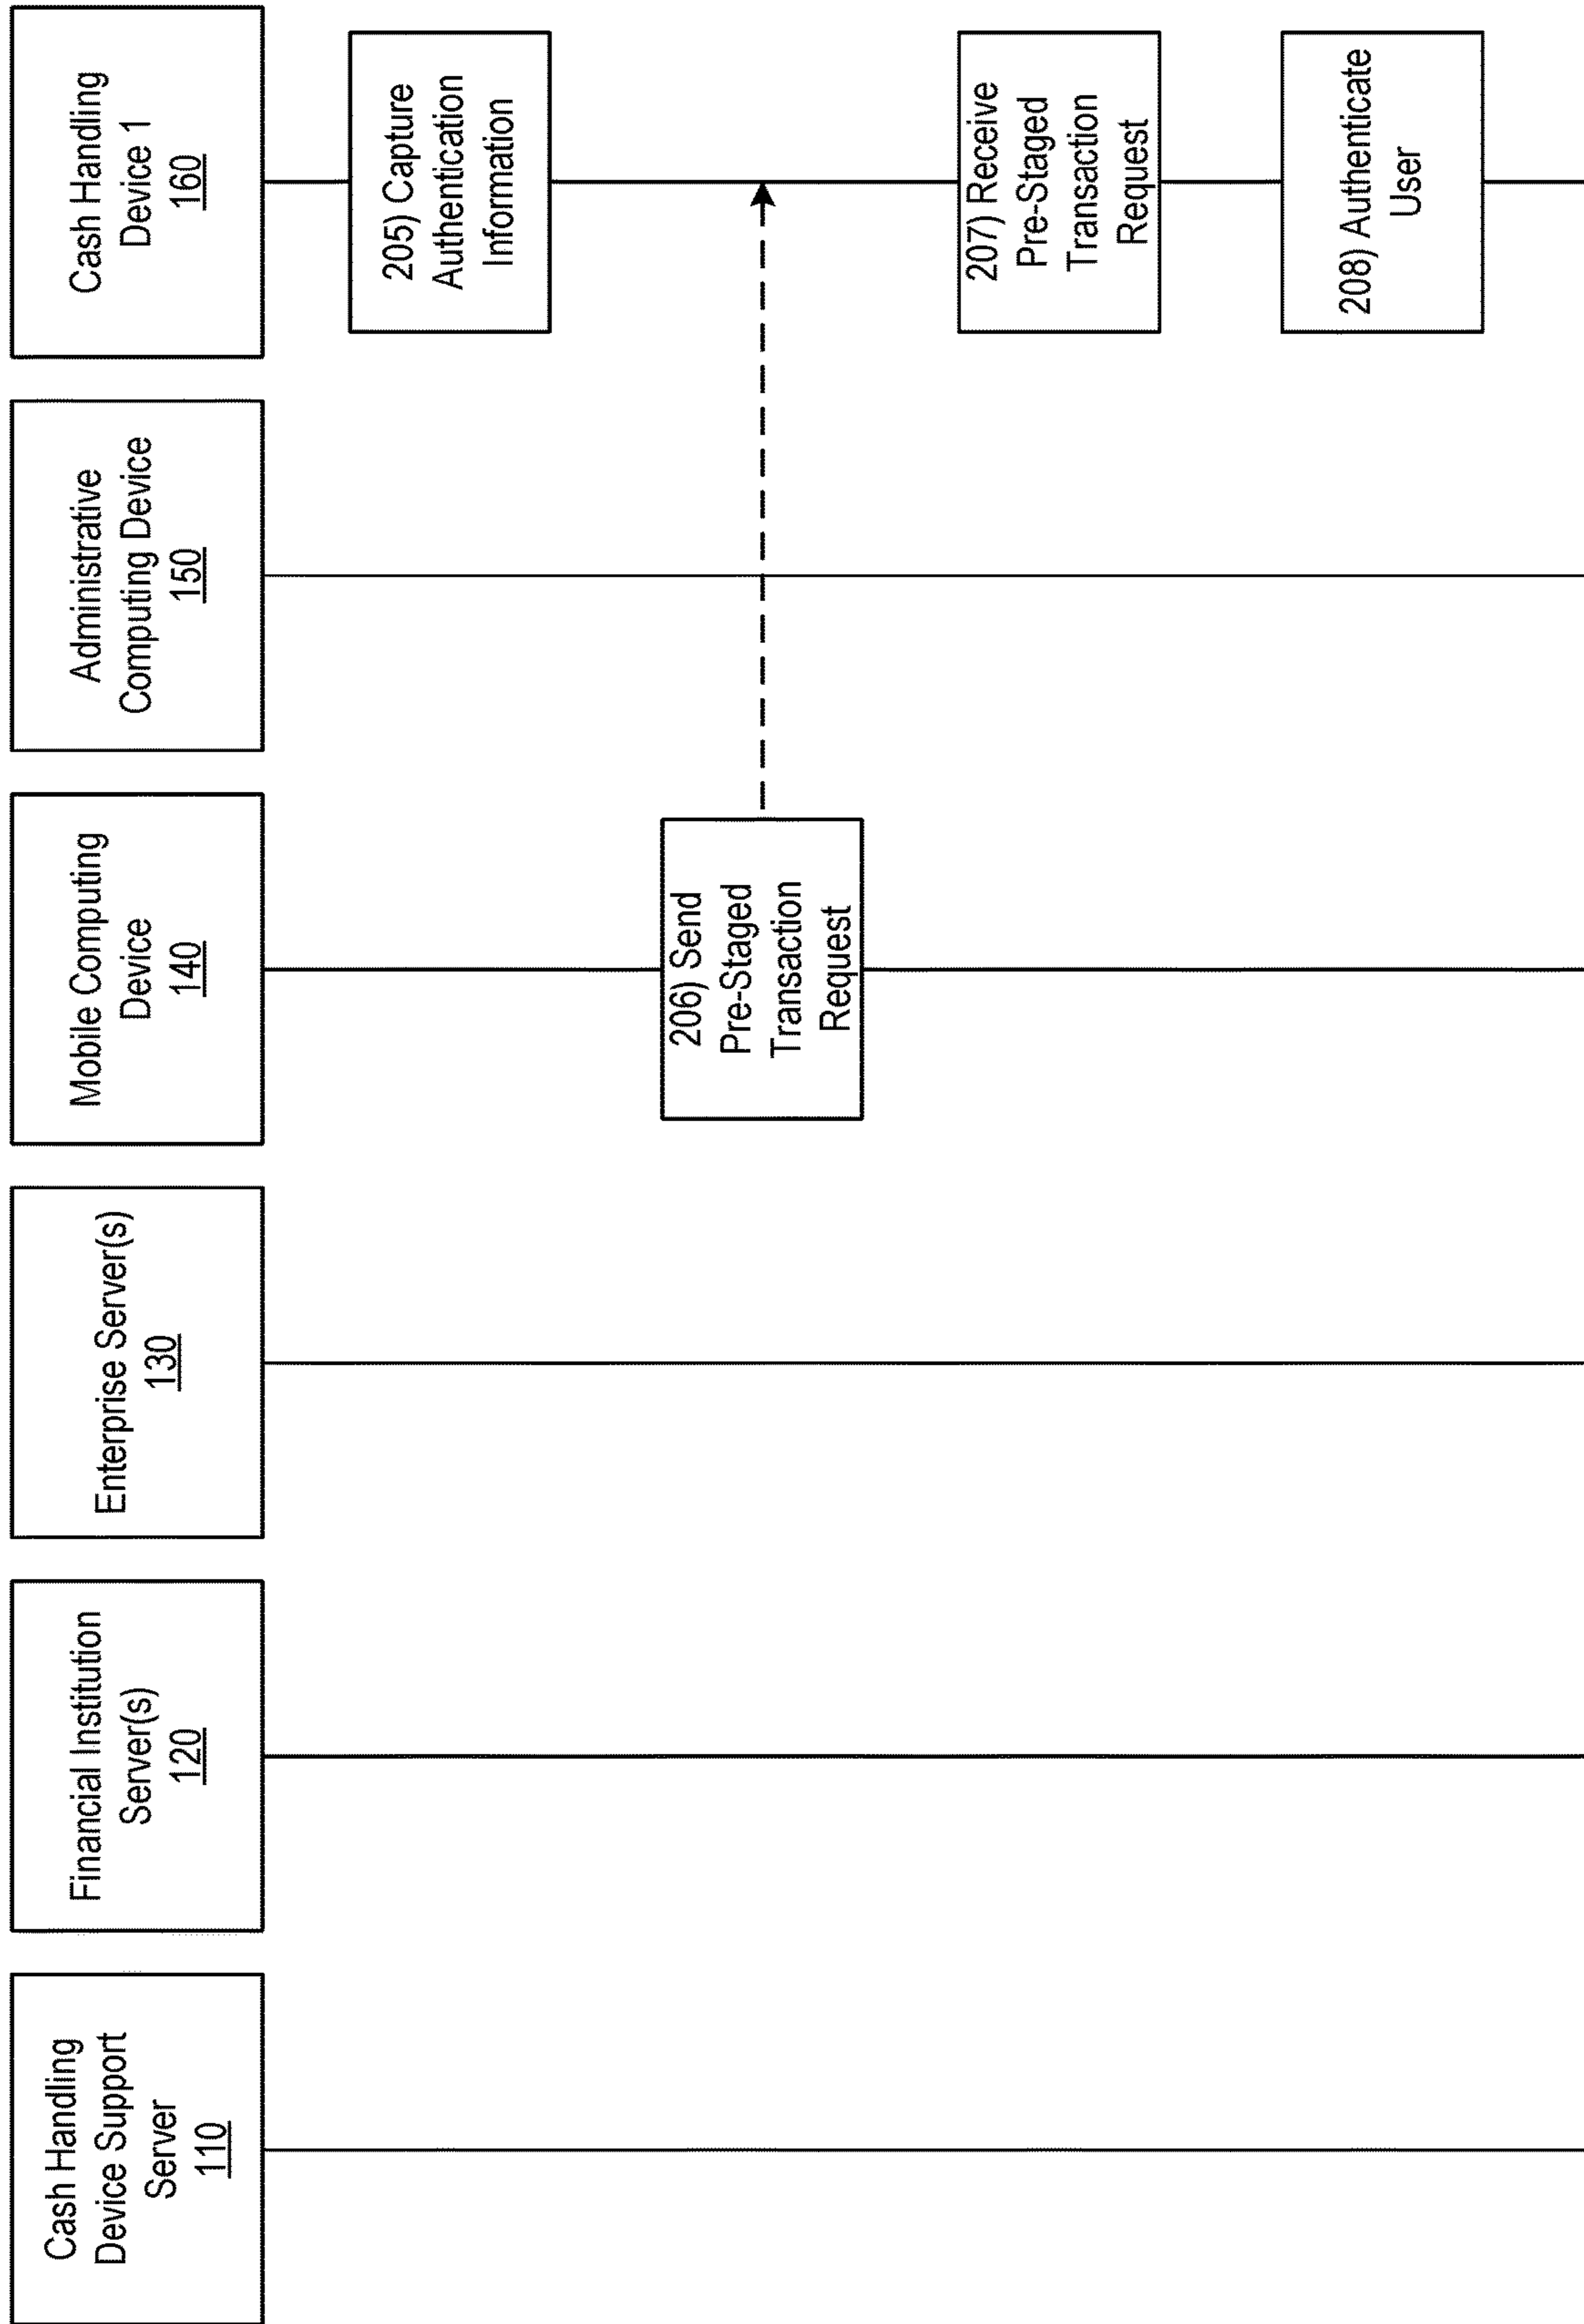 Cash Handling
Device Support
Server
110
Financial Institution
Server(s)
120
Enterprise Server(s)
130
Mobile Computing
Device
140
Administrative
Computing Device
150
Cash Handling
Device 1
160
205) Capture
Authentication
Information
206) Send
Pre-Staged
Transaction
Request
207) Receive
Pre-Staged
Transaction
Request
208) Authenticate
User